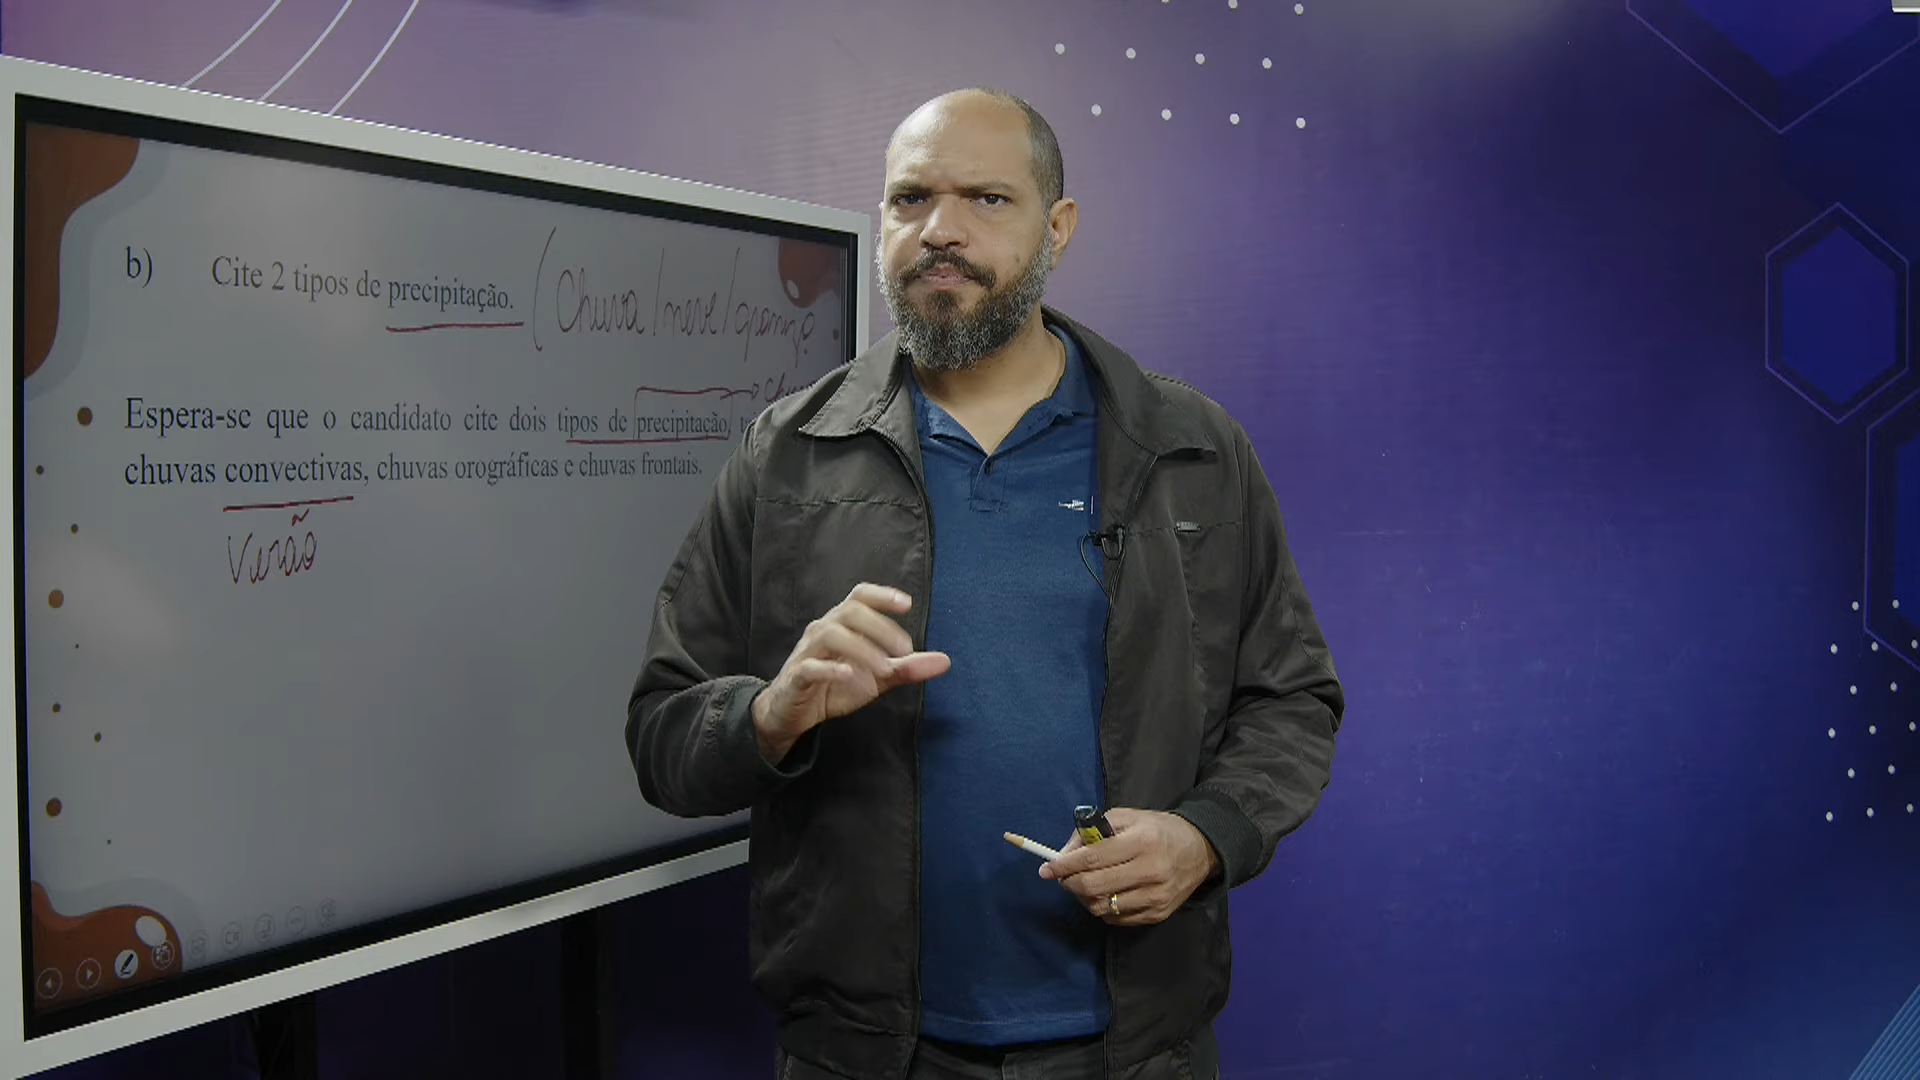 b) Cite 2 tipos de precipitação. (Chuva/neve/granizo
Espera-se que o candidato cite dois tipos de precipitação,
chuvas convectivas, chuvas orográficas e chuvas frontais.
Verão